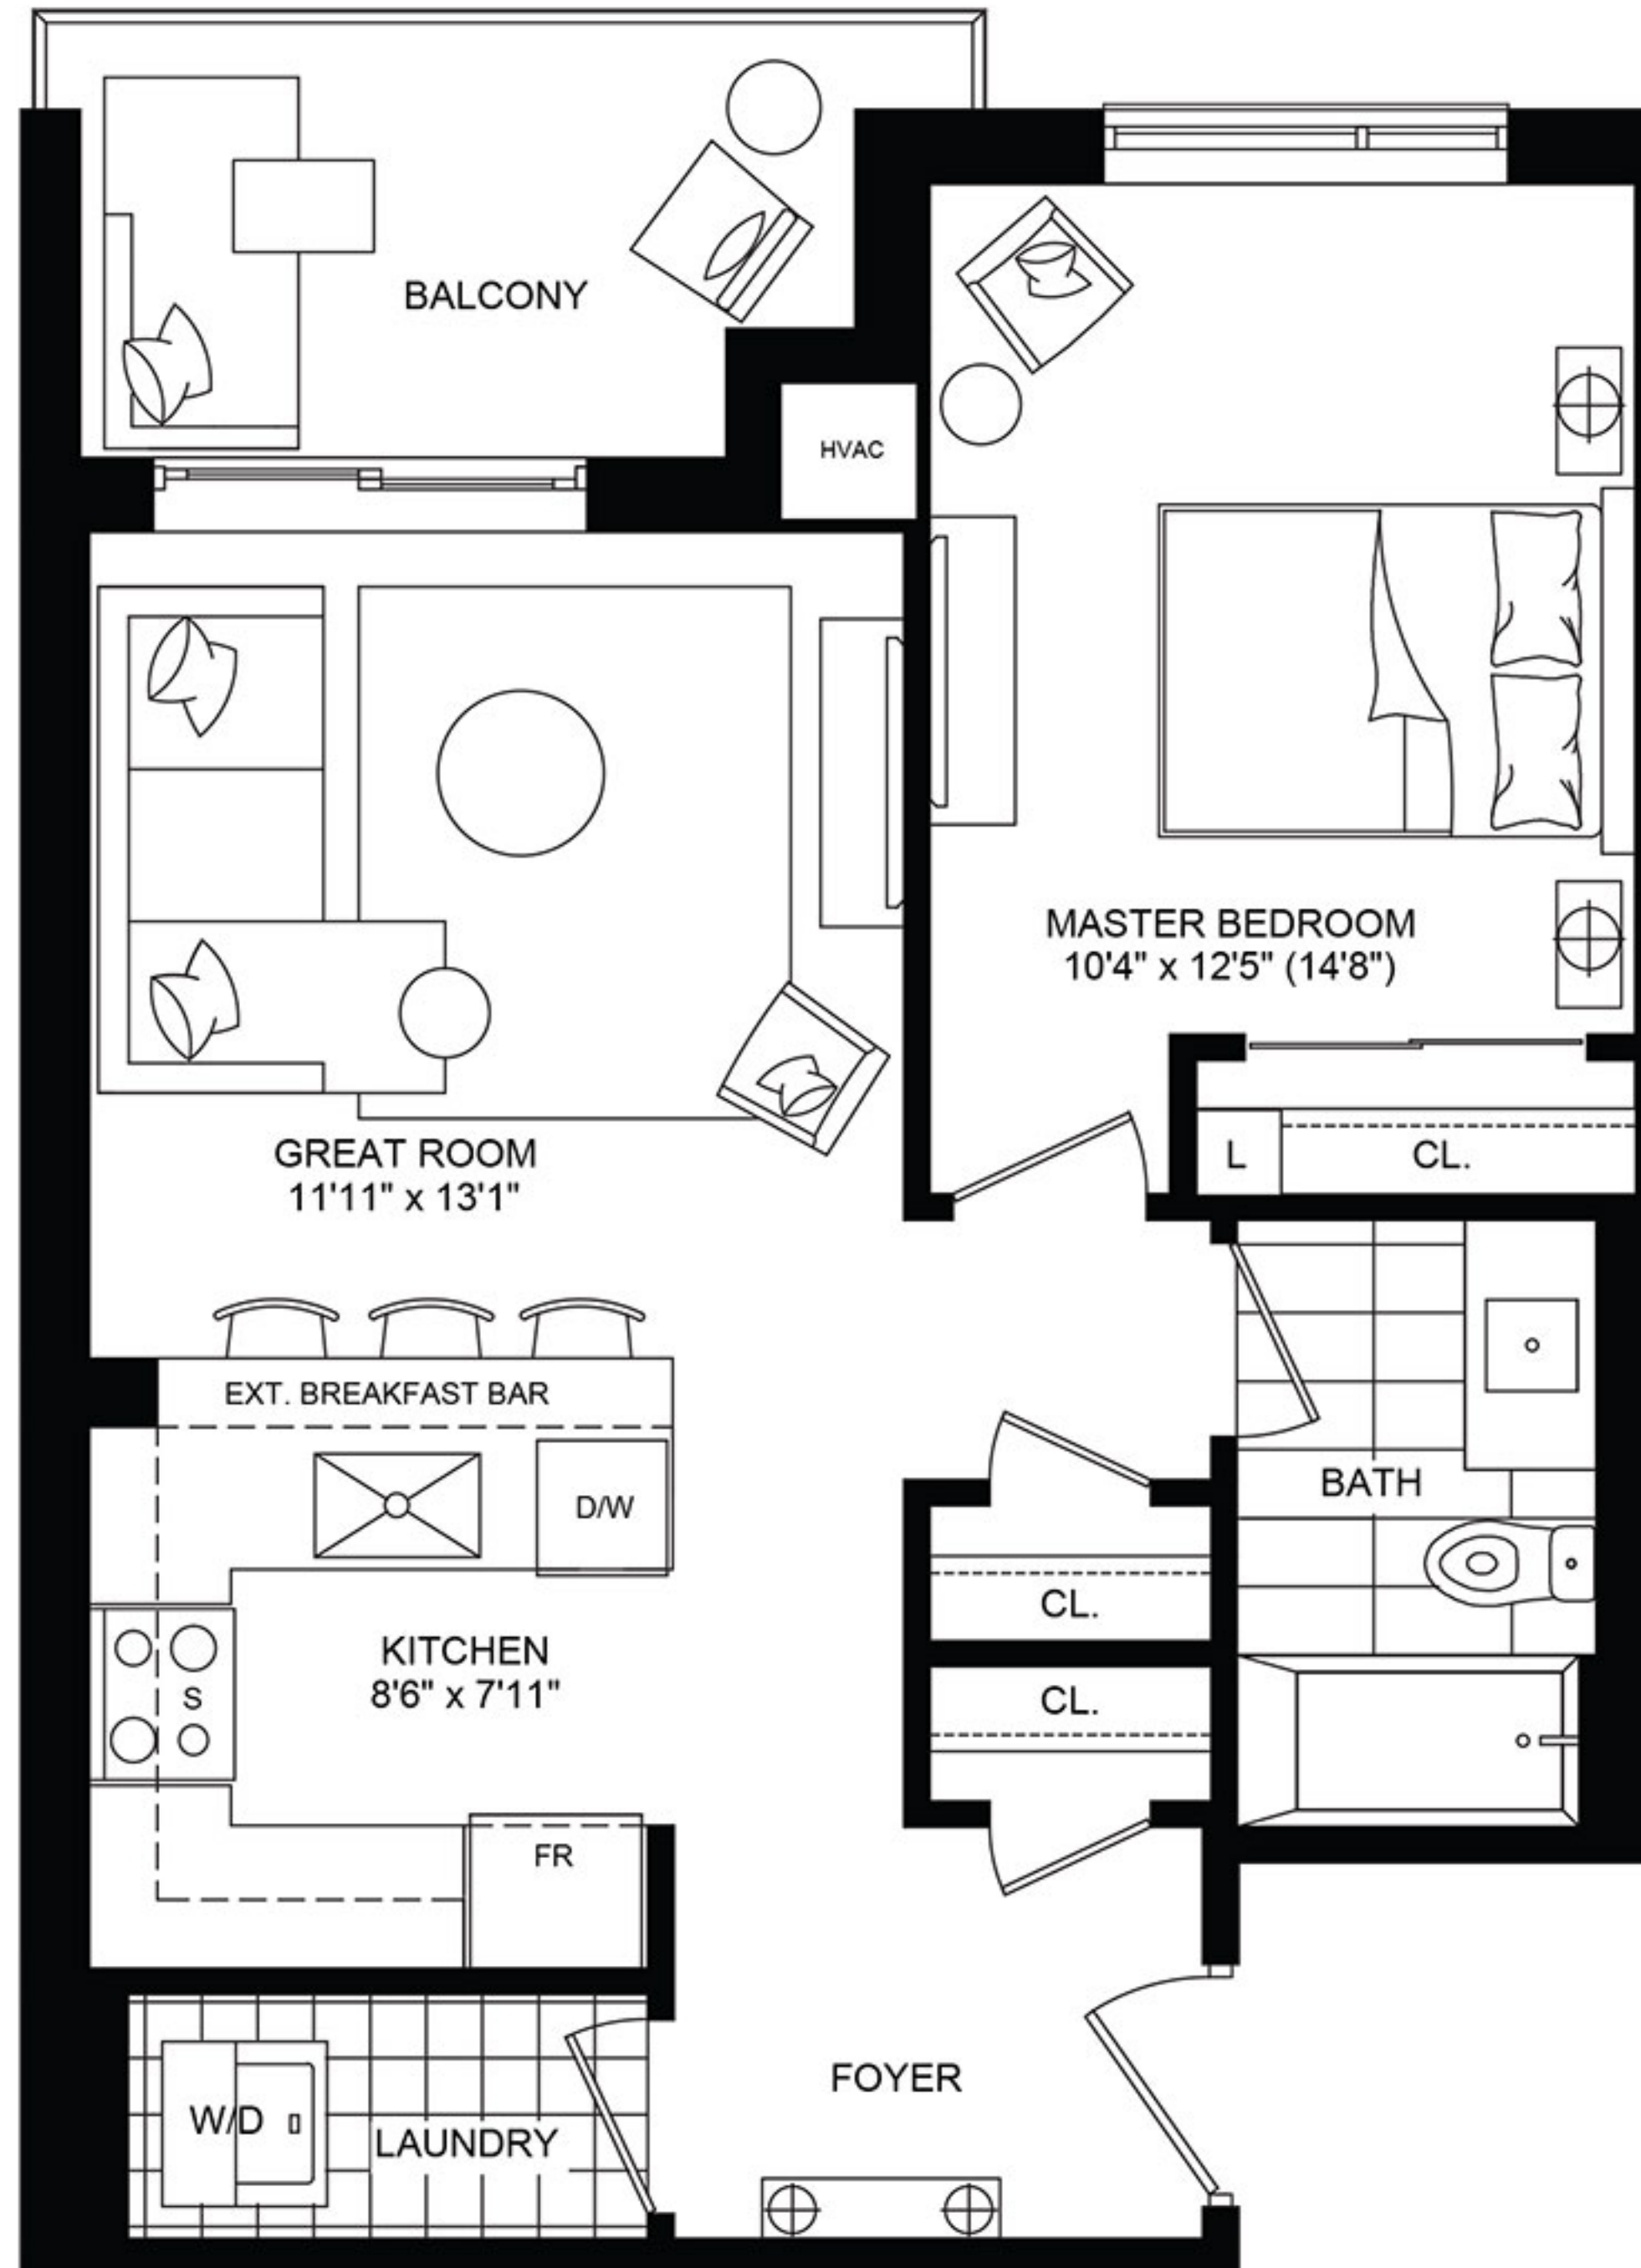 BALCONY
HVAC
MASTER BEDROOM
10'4" x 12'5" (14'8")
GREAT ROOM
11'11" x 13'1"
L
CL.
EXT. BREAKFAST BAR
D/W
BATH
CL.
KITCHEN
8'6" x 7'11"
S
CL.
FR
FOYER
W/D
LAUNDRY